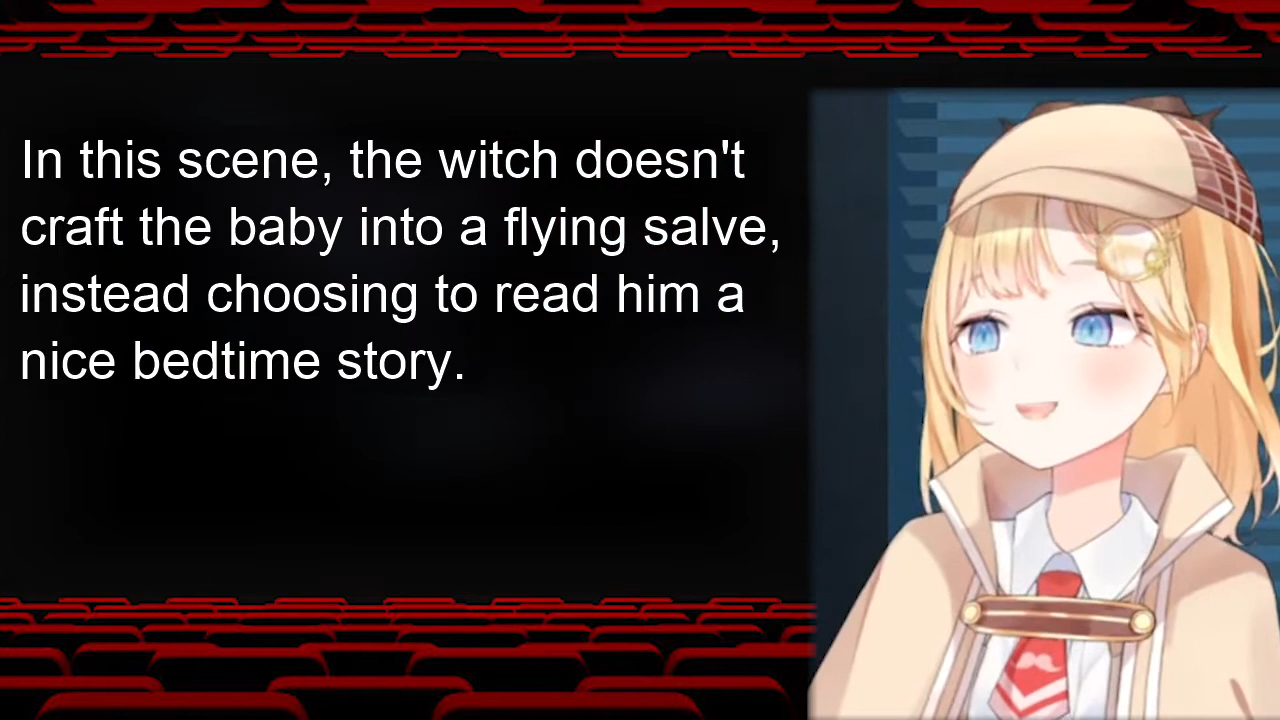 In this scene, the witch doesn't
craft the baby into a flying salve,
instead choosing to read him a
nice bedtime story.